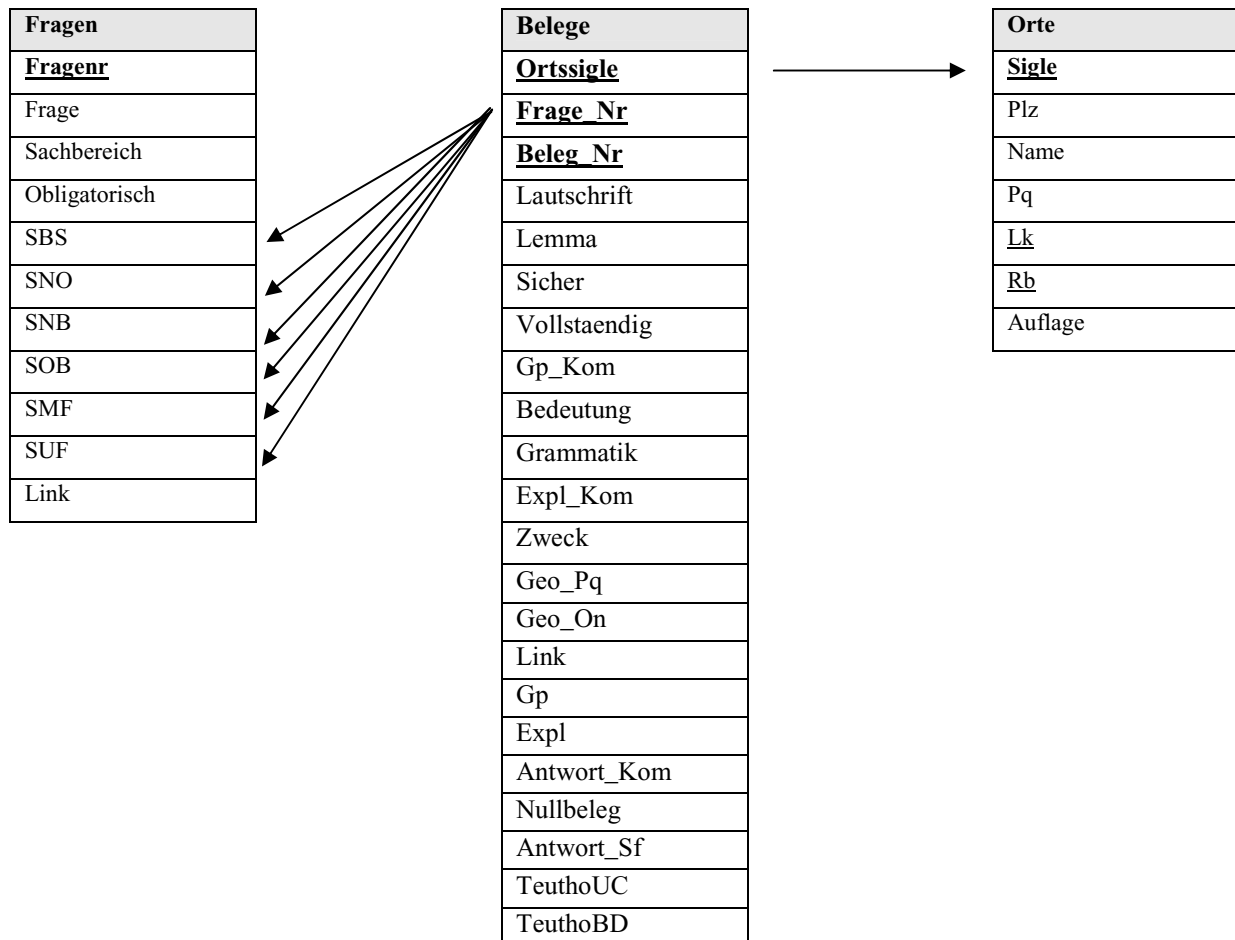 Fragen
Fragenr
Frage
Sachbereich
Obligatorisch
SBS
SNO
SNB
SOB
SMF
SUF
Link
Belege
Ortssigle
Frage_Nr
Beleg_Nr
Lautschrift
Lemma
Sicher
Vollstaendig
Gp_Kom
Bedeutung
Grammatik
Expl_Kom
Zweck
Geo_Pq
Geo_On
Link
Gp
Expl
Antwort_Kom
Nullbeleg
Antwort_Sf
TeuthoUC
TeuthoBD
Orte
Sigle
Plz
Name
Pq
Lk
Rb
Auflage